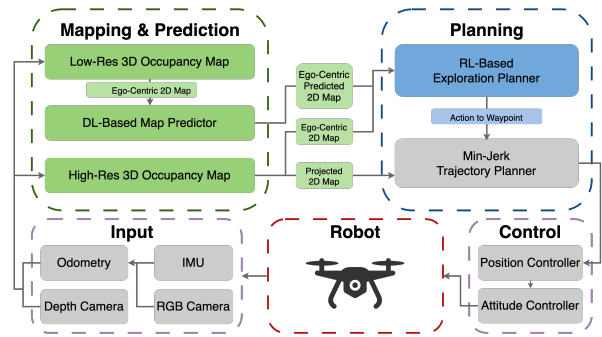 Mapping & Prediction
Low-Res 3D Occupancy Map
Ego-Centric 2D Map
DL-Based Map Predictor
High-Res 3D Occupancy Map
Ego-Centric
Predicted
2D Map
Ego-Centric
2D Map
Projected
2D Map
Planning
RL-Based
Exploration Planner
Action to Waypoint
Min-Jerk
Trajectory Planner
Input
Odometry
IMU
Depth Camera
RGB Camera
Robot
Control
Position Controller
Attitude Controller